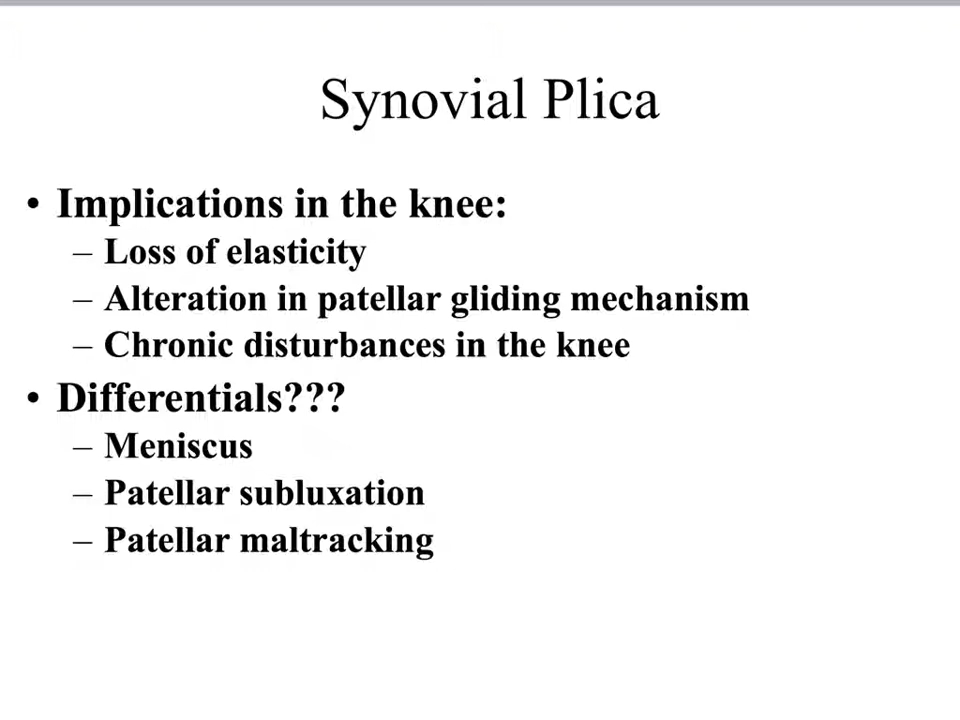 Synovial Plica
• Implications in the knee:
– Loss of elasticity
– Alteration in patellar gliding mechanism
– Chronic disturbances in the knee
• Differentials???
– Meniscus
– Patellar subluxation
– Patellar maltracking